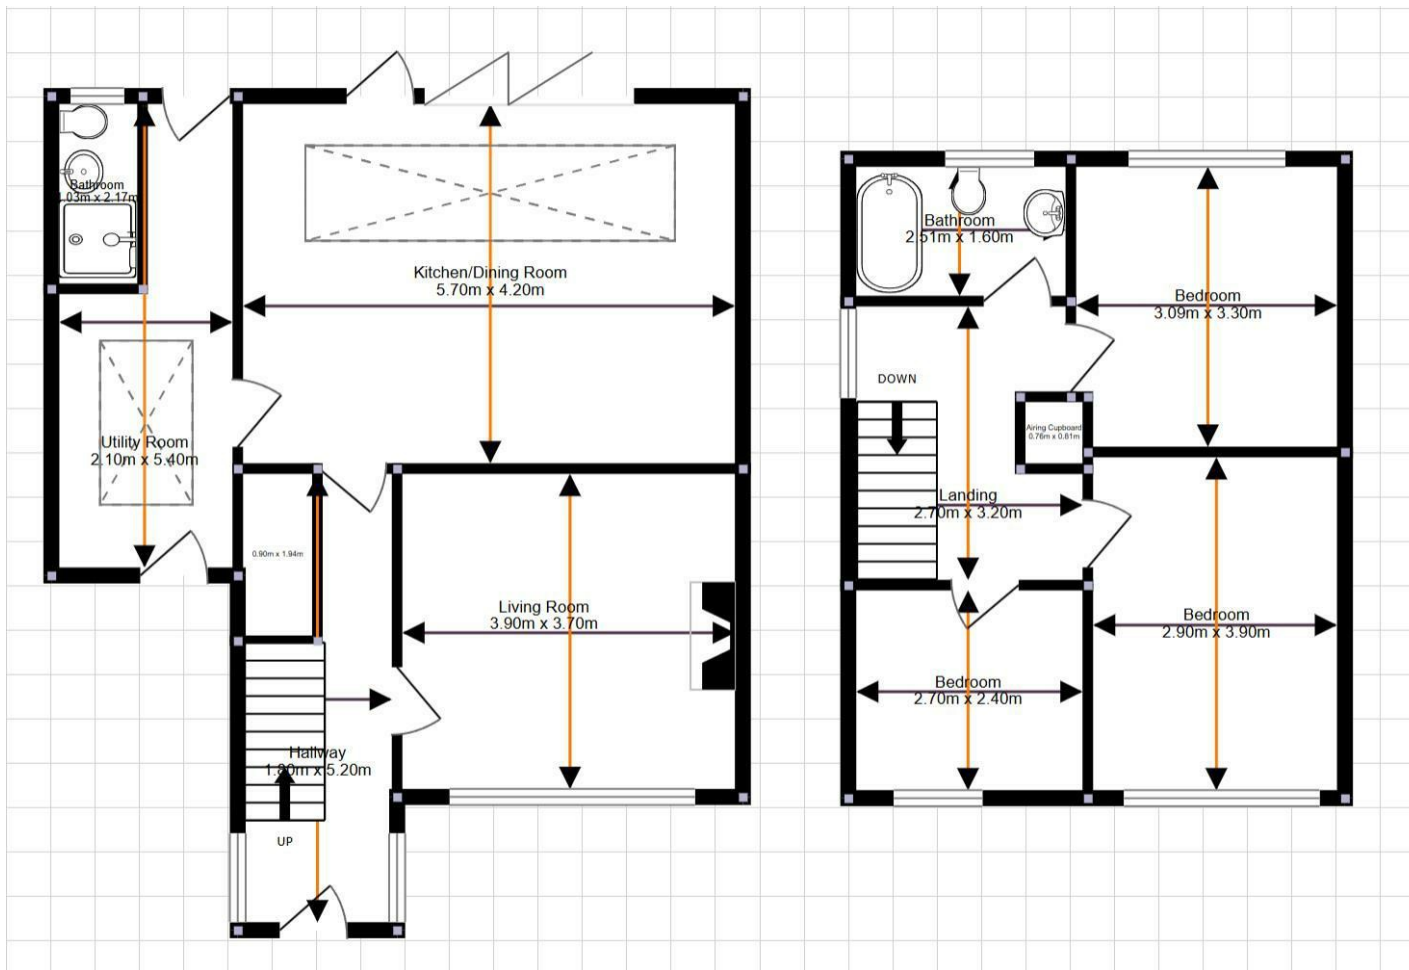 Bathroom
1.03m x 2.17m
Kitchen/Dining Room
5.70m x 4.20m
Utility Room
2.10m x 5.40m
0.90m x 1.94m
Living Room
3.90m x 3.70m
Hallway
1.80m x 5.20m
UP
Bathroom
2.51m x 1.60m
Bedroom
3.09m x 3.30m
DOWN
Airing Cupboard
0.76m x 0.81m
Landing
2.70m x 3.20m
Bedroom
2.90m x 3.90m
Bedroom
2.70m x 2.40m